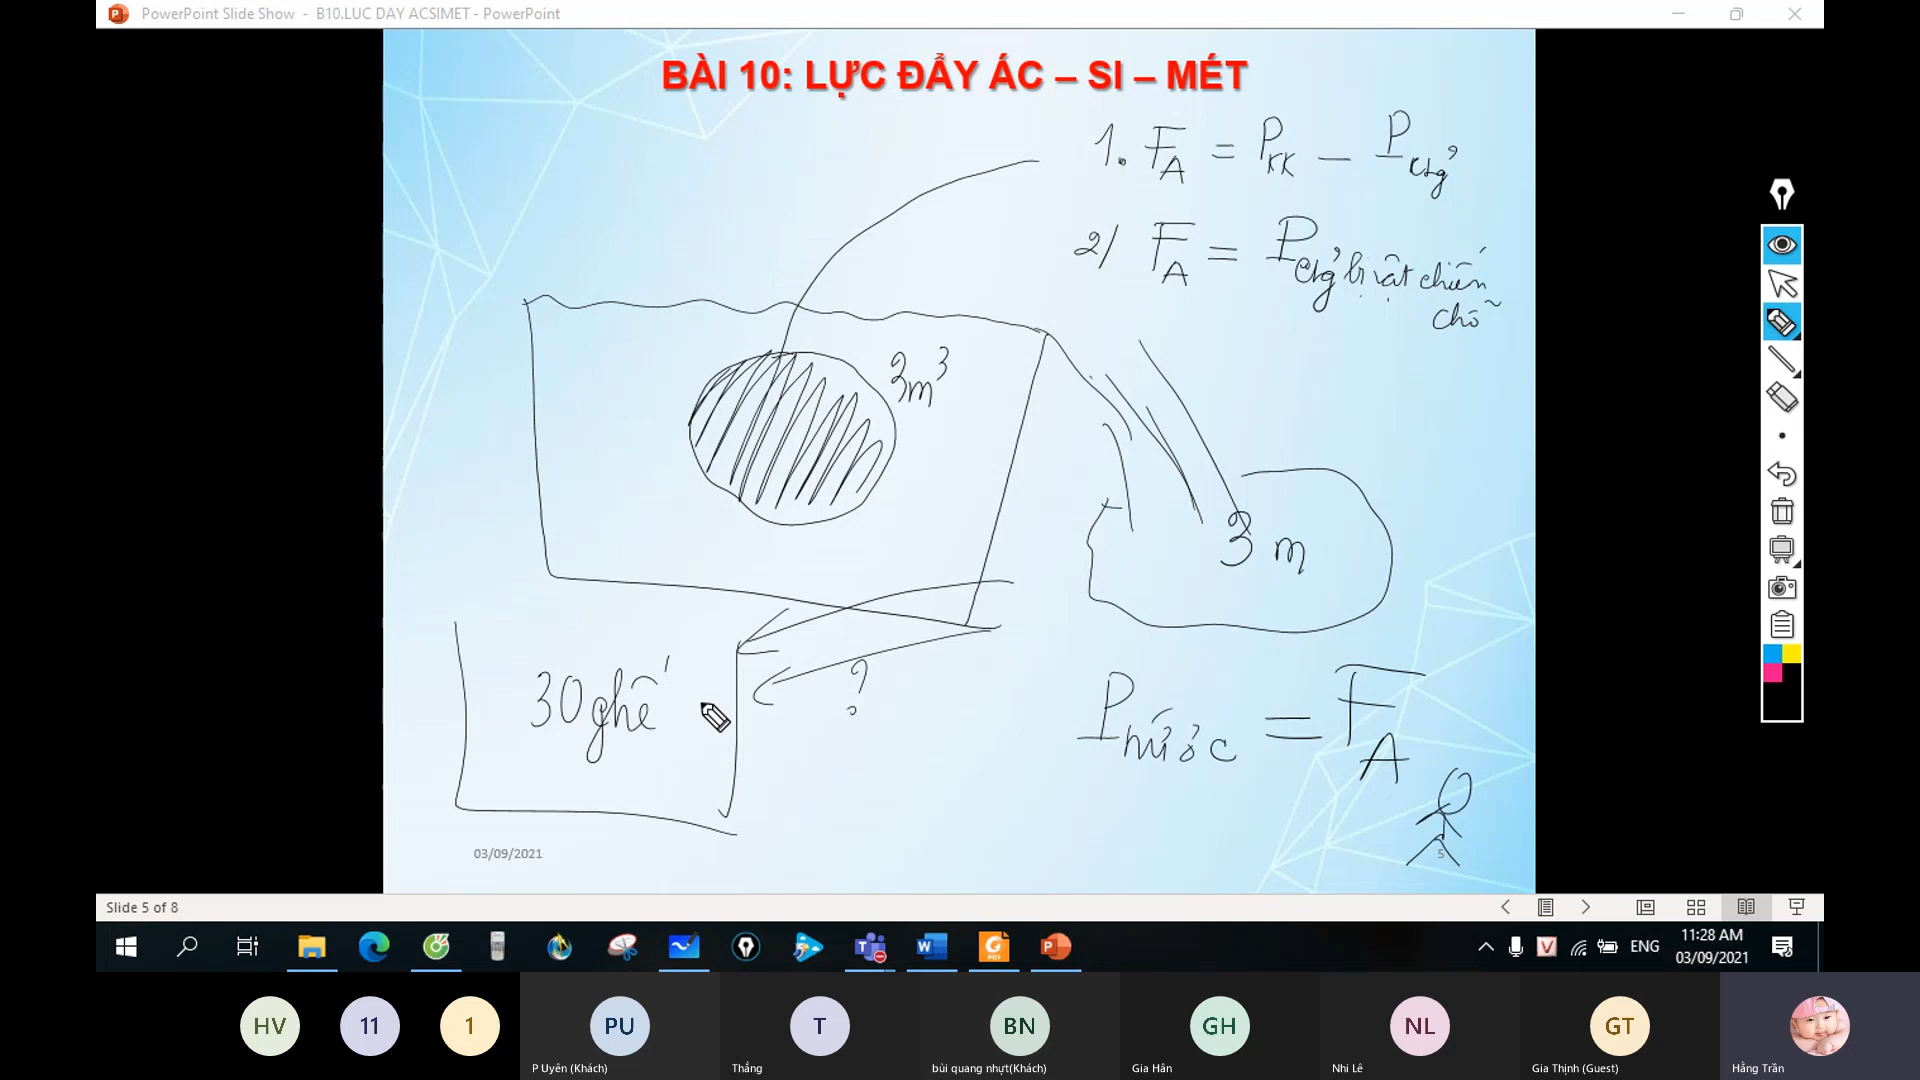 PowerPoint Slide Show - B10.LUC DAY ACSIMET - PowerPoint
BÀI 10: LỰC ĐẨY ÁC – SI – MÉT
1. FA = PKK – Pclg
2) FA = Pclg bị vật chiến
chỗ
3m³
3 m
30 ghế
?
Pnước = FA
03/09/2021
5
Slide 5 of 8
ENG
11:28 AM
03/09/2021
HV
11
1
PU
T
BN
GH
NL
GT
P Uyên (Khách)
Thắng
bùi quang nhựt(Khách)
Gia Hân
Nhi Lê
Gia Thịnh (Guest)
Hằng Trần